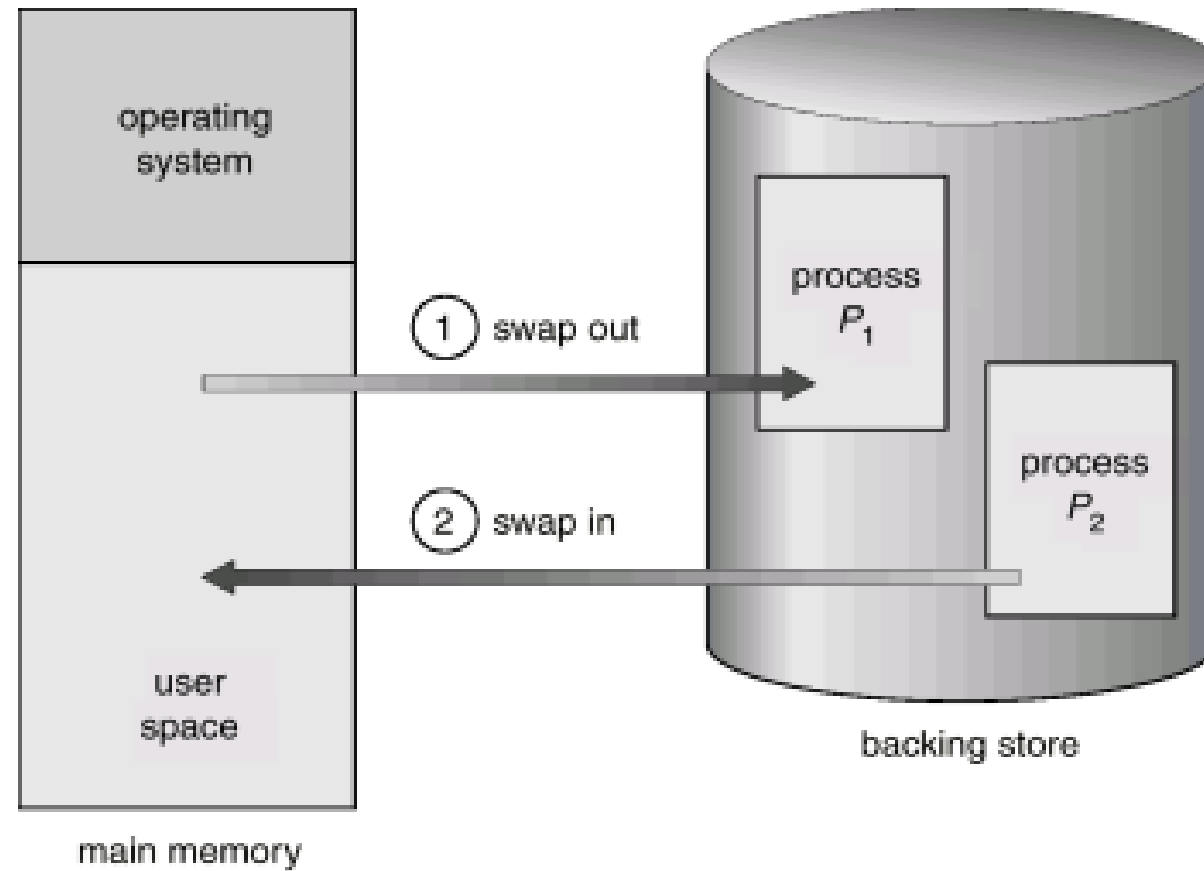 operating
system
1 swap out
process
P1
process
P2
2 swap in
user
space
backing store
main memory